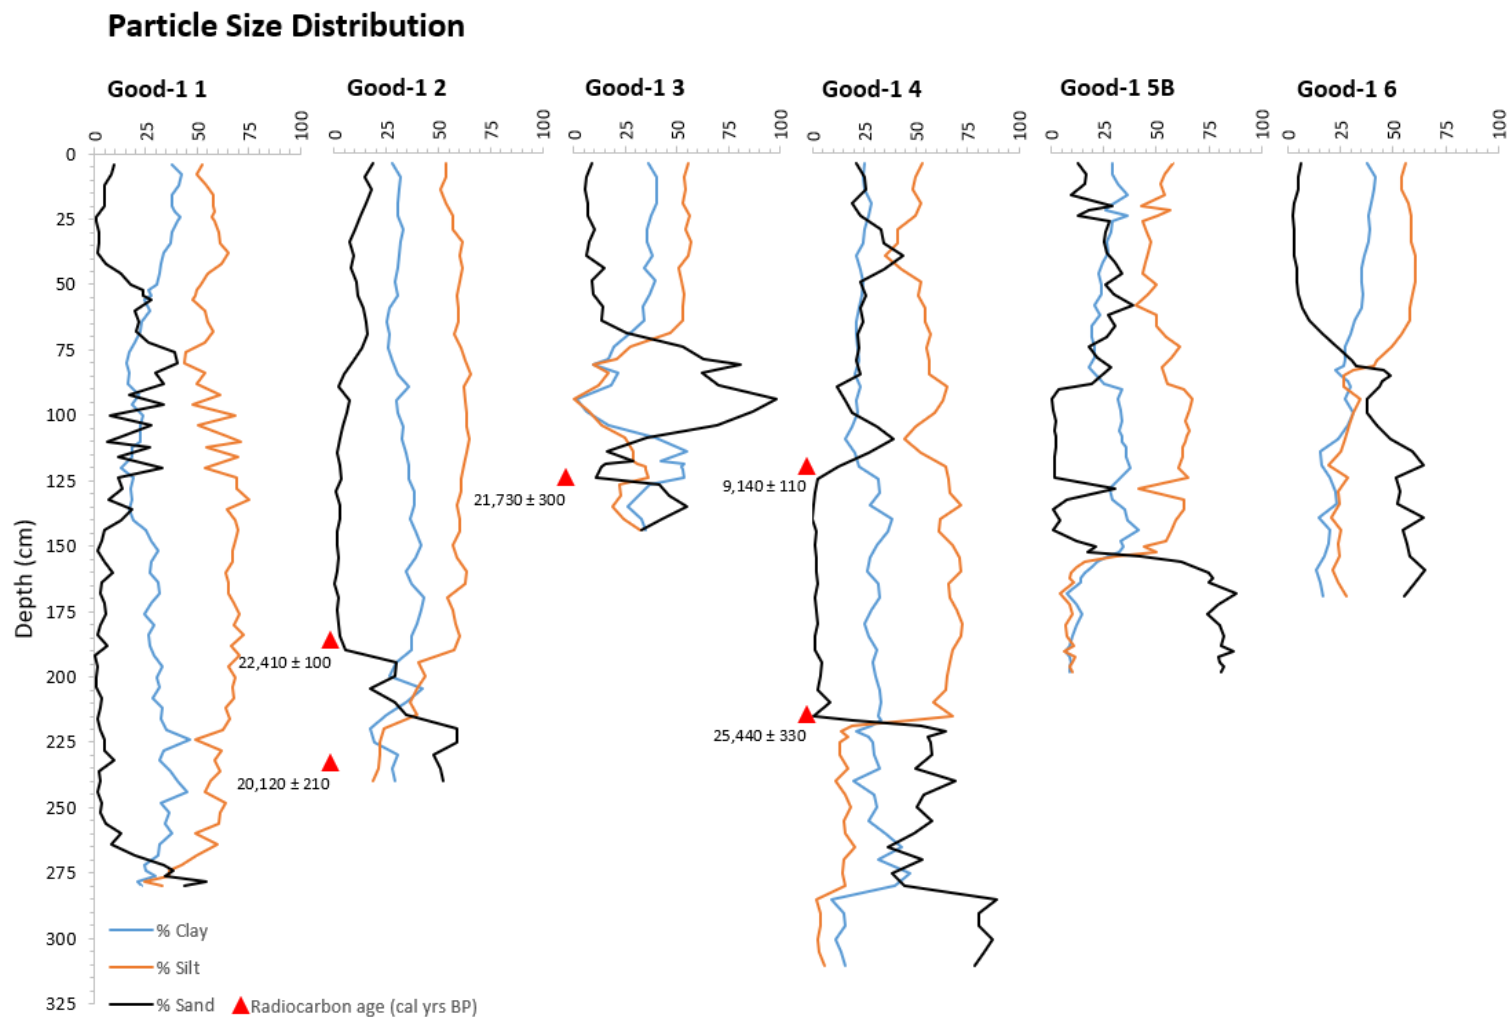 Particle Size Distribution
Good-1 1 Good-1 2 Good-1 3 Good-1 4 Good-1 5B Good-1 6
0 25 50 75 100 0 25 50 75 100 0 25 50 75 100 0 25 50 75 100 0 25 50 75 100 0 25 50 75 100
0
25
50
75
100
125
150
175
200
225
250
275
300
325
Depth (cm)
9,140 ± 110
21,730 ± 300
22,410 ± 100
25,440 ± 330
20,120 ± 210
% Clay
% Silt
% Sand Radiocarbon age (cal yrs BP)